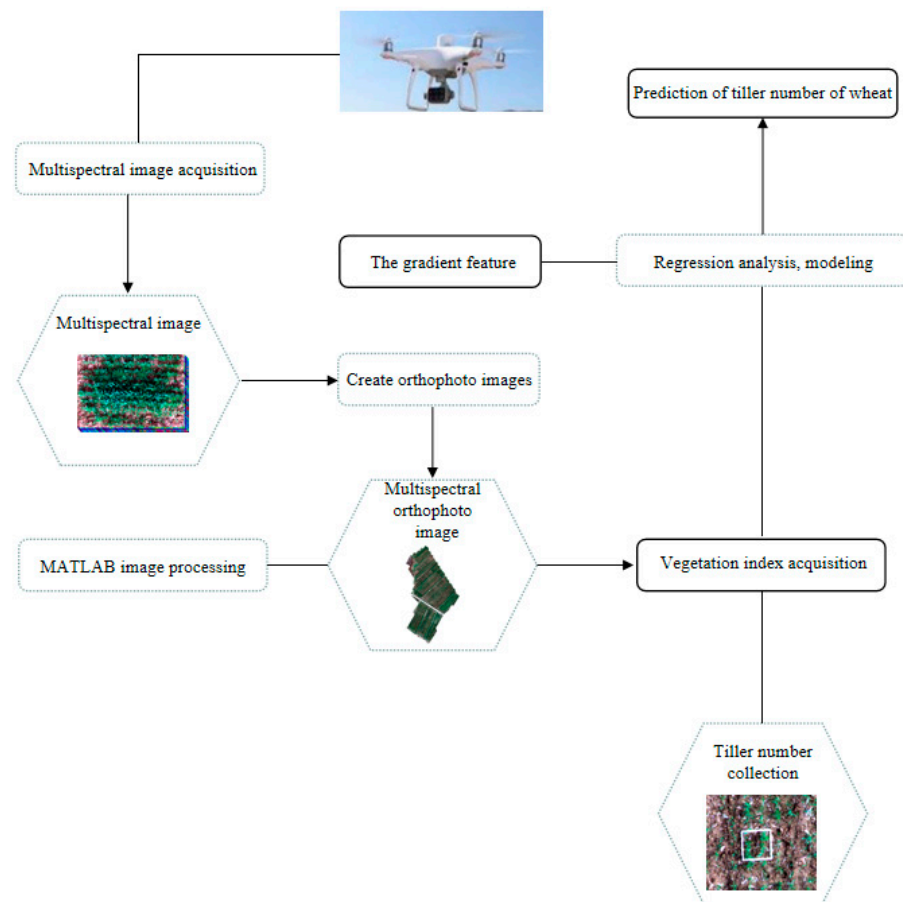 Prediction of tiller number of wheat
Multispectral image acquisition
The gradient feature
Regression analysis, modeling
Multispectral image
Create orthophoto images
Multispectral
orthophoto
image
MATLAB image processing
Vegetation index acquisition
Tiller number
collection